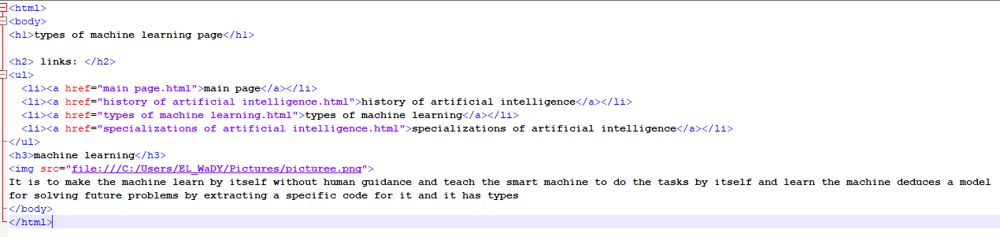 <html>
<body>
<h1>types of machine learning page</h1>
<h2> links: </h2>
<ul>
<li><a href="main page.html">main page</a></li>
<li><a href="history of artificial intelligence.html">history of artificial intelligence</a></li>
<li><a href="types of machine learning.html">types of machine learning</a></li>
<li><a href="specializations of artificial intelligence.html">specializations of artificial intelligence</a></li>
</ul>
<h3>machine learning</h3>
<img src="file:///C:/Users/EL_WaDY/Pictures/picturee.png">
It is to make the machine learn by itself without human guidance and teach the smart machine to do the tasks by itself and learn the machine deduces a model
for solving future problems by extracting a specific code for it and it has types
</body>
</html>